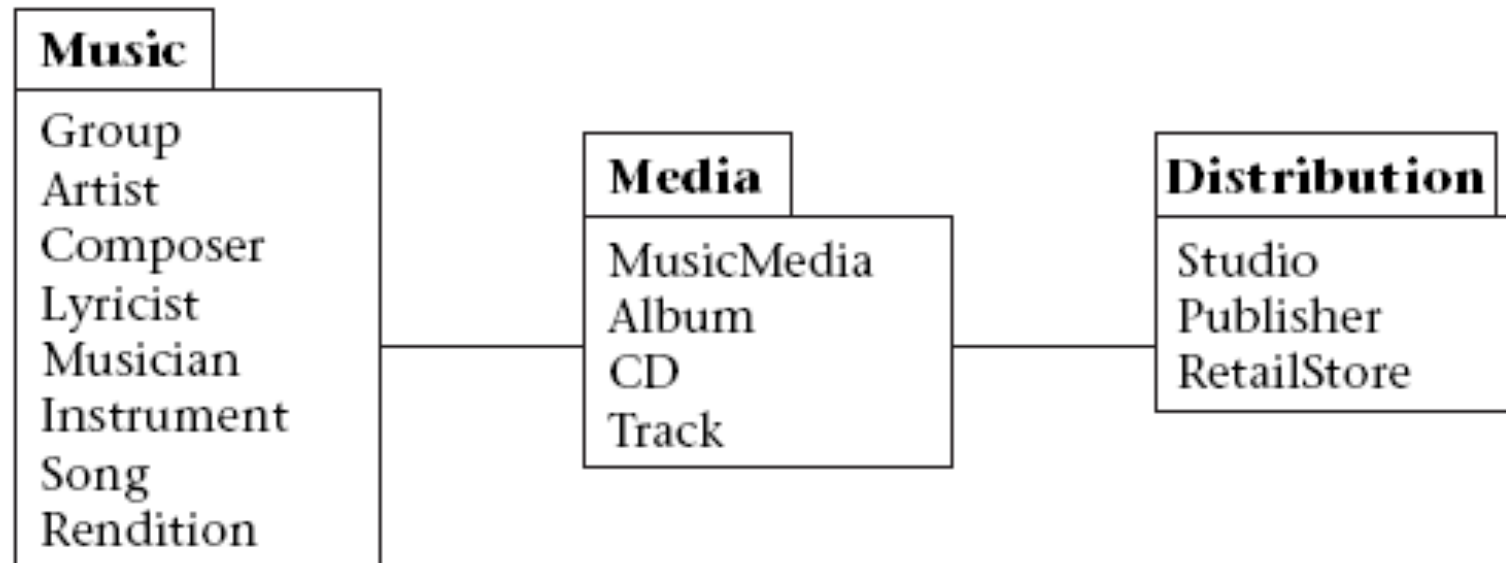 Music
Group
Artist
Composer
Lyricist
Musician
Instrument
Song
Rendition
Media
MusicMedia
Album
CD
Track
Distribution
Studio
Publisher
RetailStore